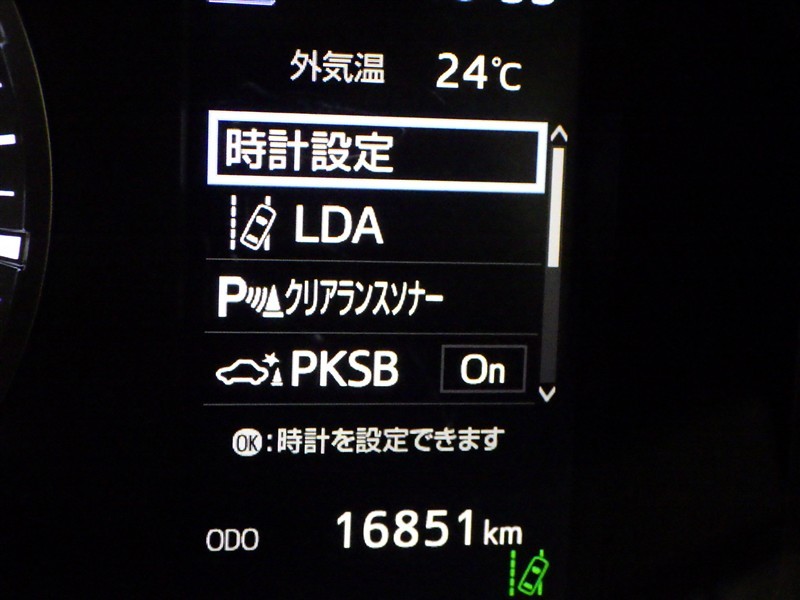 外気温 24℃
時計設定
LDA
Pクリアランスソナー
PKSB On
OK:時計を設定できます
ODO 16851km